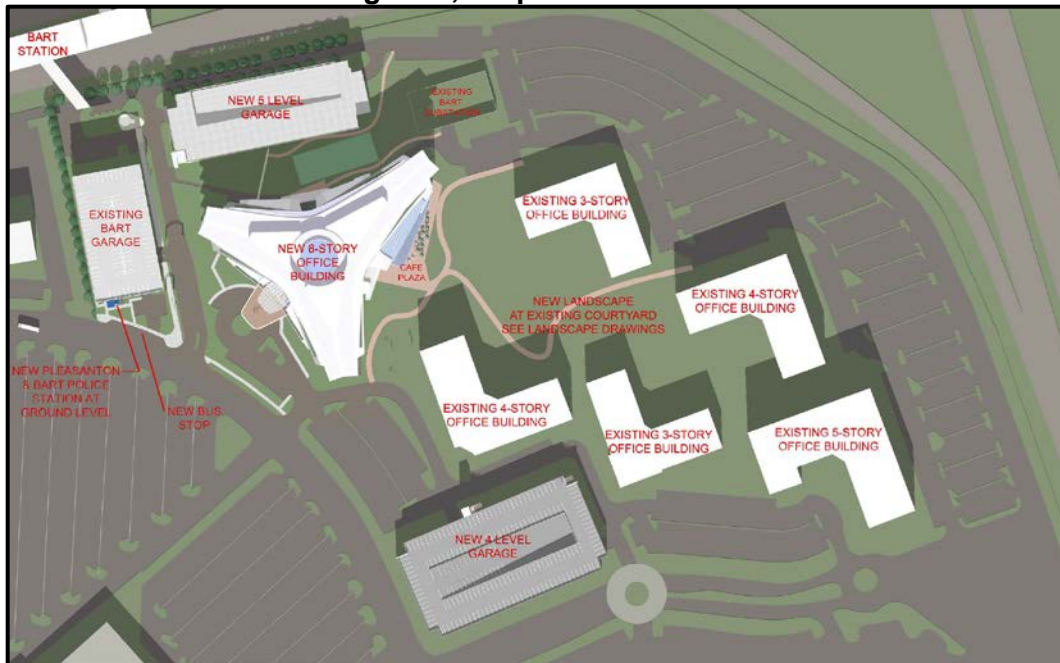 BART
STATION
NEW 5 LEVEL
GARAGE
EXISTING
BART
SUBSTATION
EXISTING
BART
GARAGE
EXISTING 3-STORY
OFFICE BUILDING
NEW 6-STORY
OFFICE
BUILDING
CAFE
PLAZA
EXISTING 4-STORY
OFFICE BUILDING
NEW LANDSCAPE
AT EXISTING COURTYARD
SEE LANDSCAPE DRAWINGS
NEW PLEASANTON
& BART POLICE
STATION AT
GROUND LEVEL
NEW BUS
STOP
EXISTING 4-STORY
OFFICE BUILDING
EXISTING 3-STORY
OFFICE BUILDING
EXISTING 5-STORY
OFFICE BUILDING
NEW 4 LEVEL
GARAGE